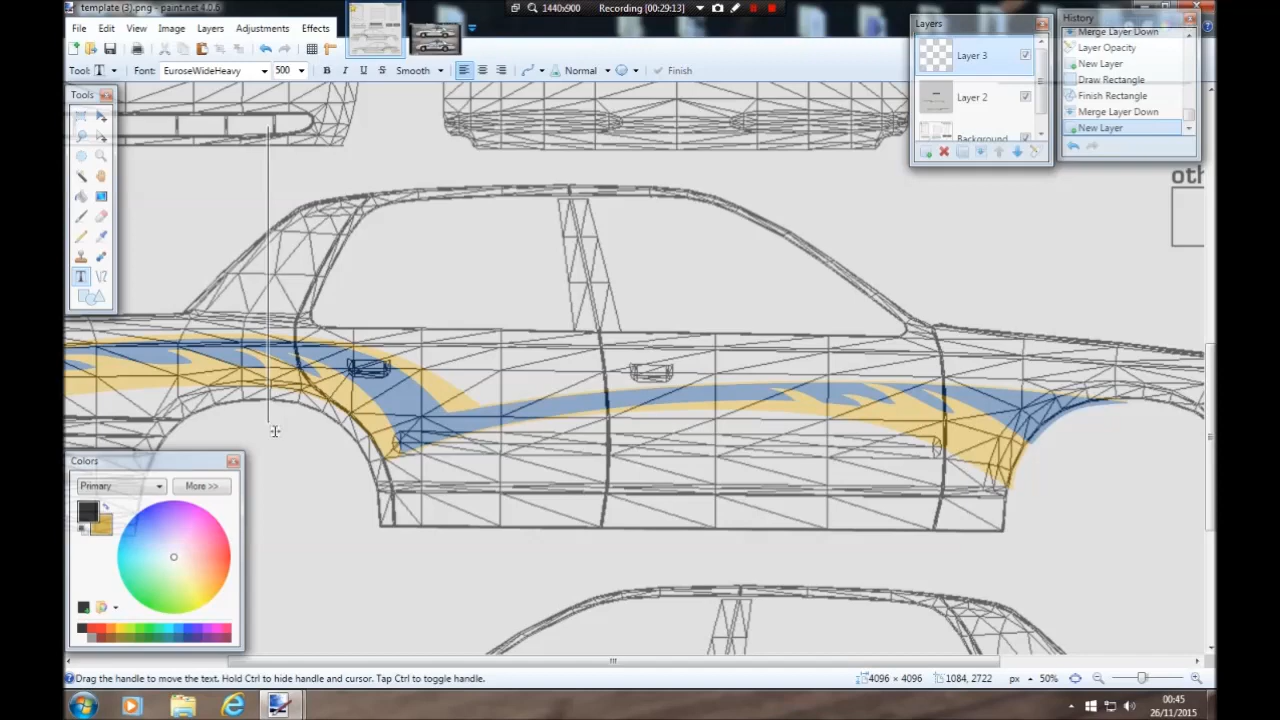 template (3).png - paint.net 4.0.6
1440x900
Recording [00:29:13]
File Edit View Image Layers Adjustments Effects
Tool: T Font: EuroseWideHeavy 500 B I U S Smooth Normal Finish
Layers
Layer 3
Layer 2
Background
History
Merge Layer Down
Layer Opacity
New Layer
Draw Rectangle
Finish Rectangle
Merge Layer Down
New Layer
Tools
oth
Colors
Primary
More >>
Drag the handle to move the text. Hold Ctrl to hide handle and cursor. Tap Ctrl to toggle handle.
4096 × 4096
1084, 2722
px
50%
00:45
26/11/2015